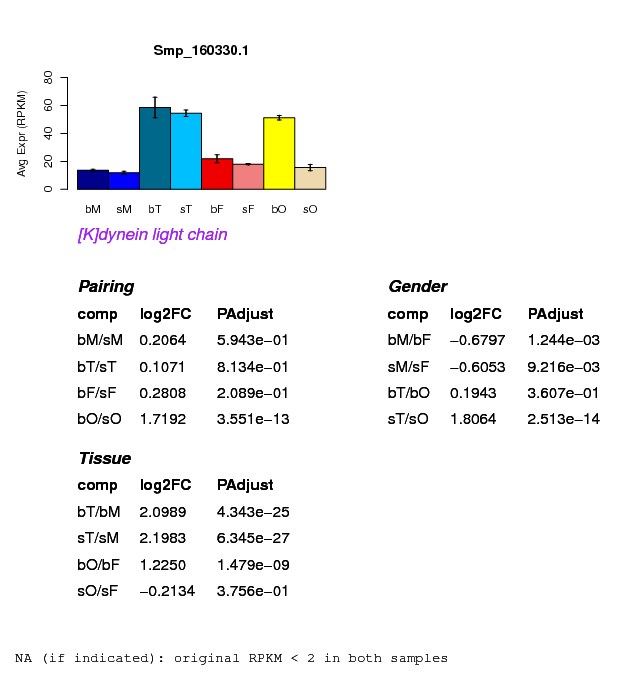 Smp_160330.1
Avg Expr (RPKM)
0 20 40 60 80
bM sM bT sT bF sF bO sO
[K]dynein light chain
Pairing
comp log2FC PAdjust
bM/sM 0.2064 5.943e−01
bT/sT 0.1071 8.134e−01
bF/sF 0.2808 2.089e−01
bO/sO 1.7192 3.551e−13
Gender
comp log2FC PAdjust
bM/bF −0.6797 1.244e−03
sM/sF −0.6053 9.216e−03
bT/bO 0.1943 3.607e−01
sT/sO 1.8064 2.513e−14
Tissue
comp log2FC PAdjust
bT/bM 2.0989 4.343e−25
sT/sM 2.1983 6.345e−27
bO/bF 1.2250 1.479e−09
sO/sF −0.2134 3.756e−01
NA (if indicated): original RPKM < 2 in both samples